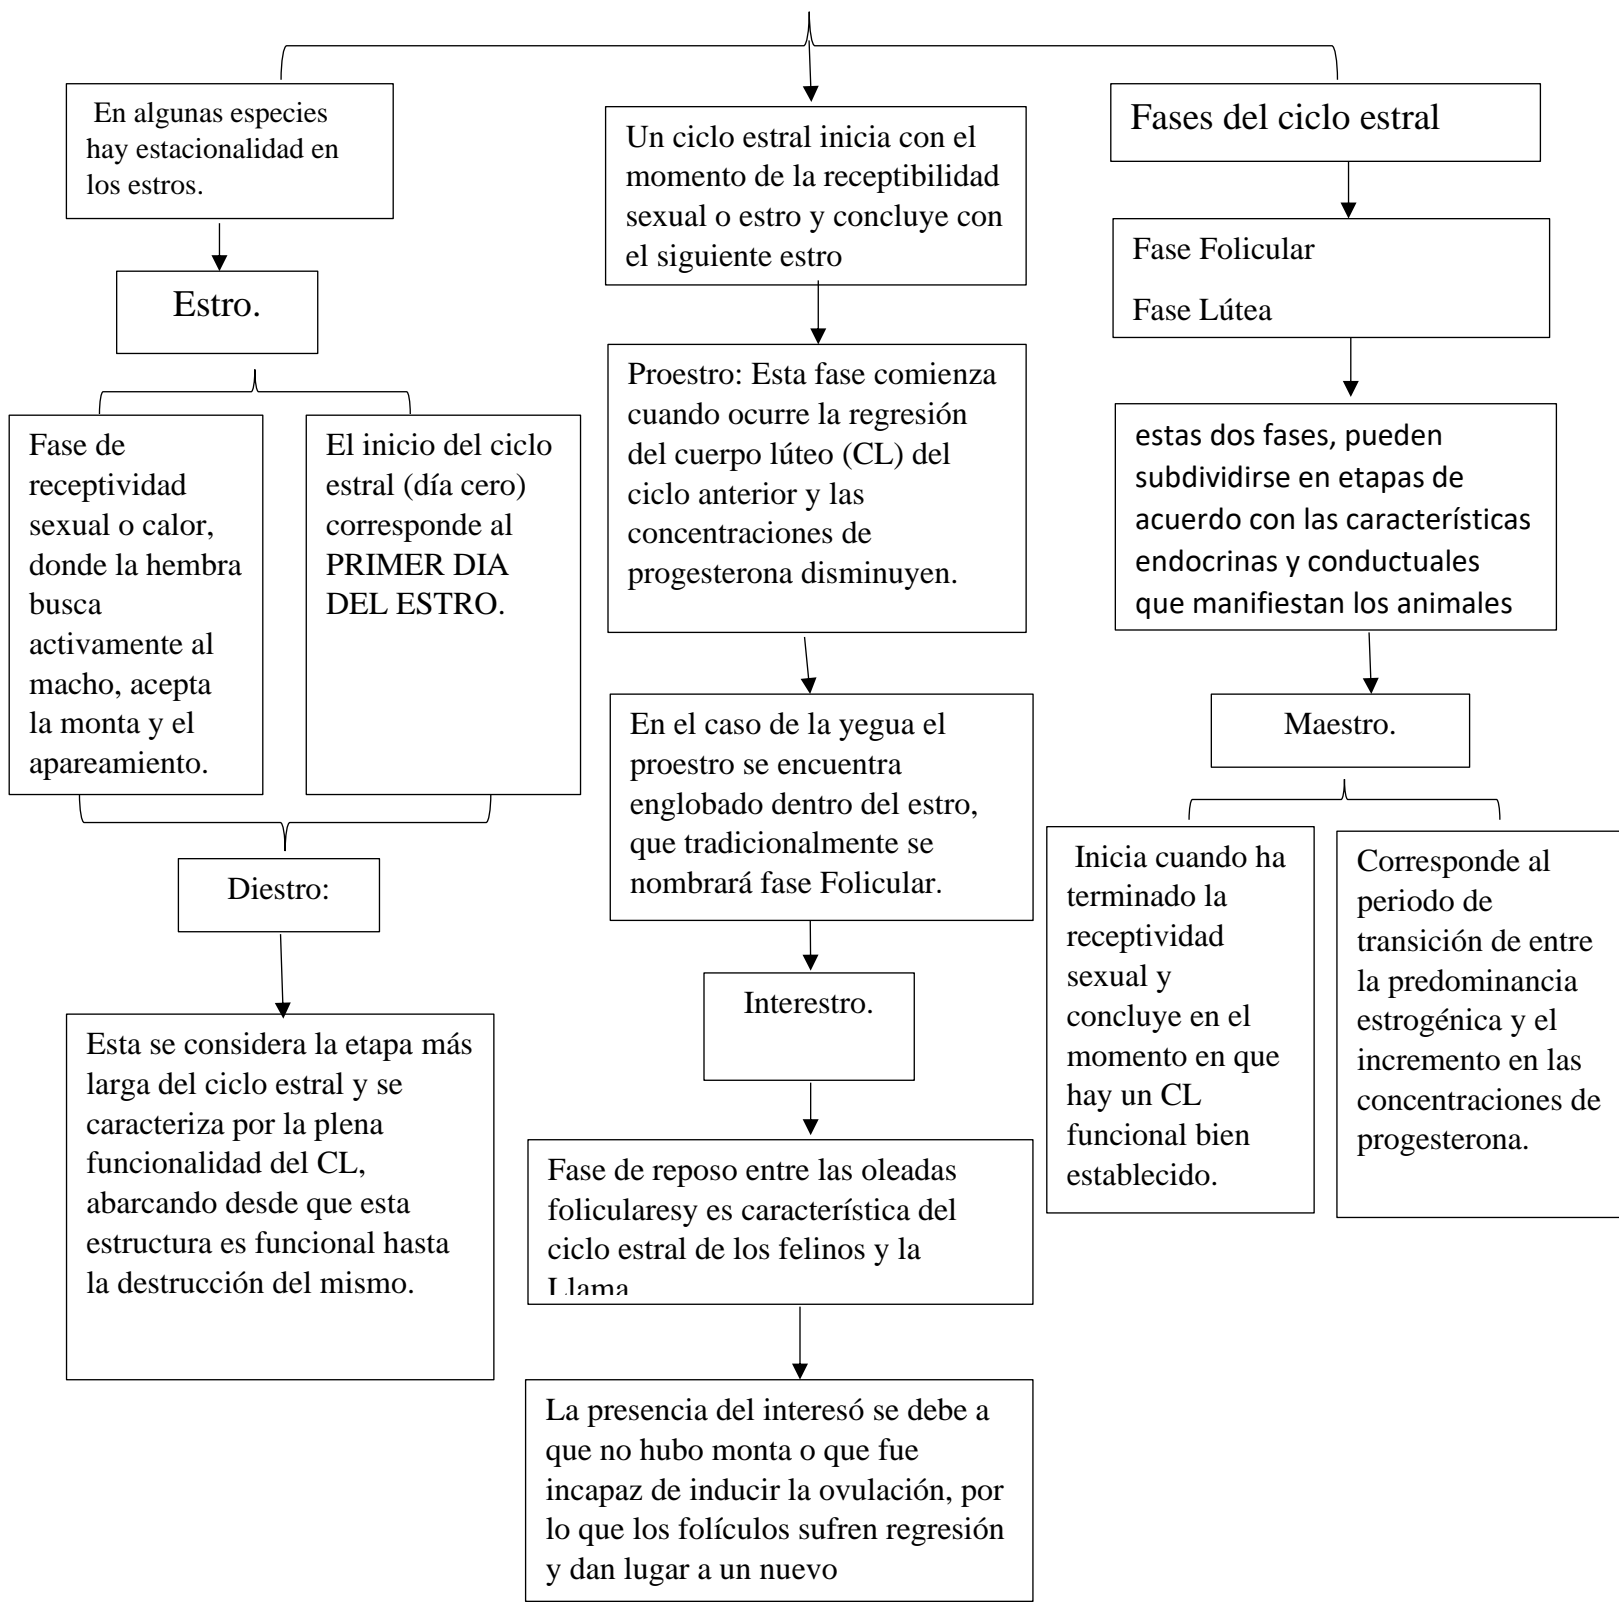 En algunas especies
hay estacionalidad en
los estros.
Estro.
Fase de
receptividad
sexual o calor,
donde la hembra
busca
activamente al
macho, acepta
la monta y el
apareamiento.
El inicio del ciclo
estral (día cero)
corresponde al
PRIMER DIA
DEL ESTRO.
Diestro:
Esta se considera la etapa más
larga del ciclo estral y se
caracteriza por la plena
funcionalidad del CL,
abarcando desde que esta
estructura es funcional hasta
la destrucción del mismo.
Un ciclo estral inicia con el
momento de la receptibilidad
sexual o estro y concluye con
el siguiente estro
Proestro: Esta fase comienza
cuando ocurre la regresión
del cuerpo lúteo (CL) del
ciclo anterior y las
concentraciones de
progesterona disminuyen.
En el caso de la yegua el
proestro se encuentra
englobado dentro del estro,
que tradicionalmente se
nombrará fase Folicular.
Interestro.
Fase de reposo entre las oleadas
folicularesy es característica del
ciclo estral de los felinos y la
Llama
La presencia del interesó se debe a
que no hubo monta o que fue
incapaz de inducir la ovulación, por
lo que los folículos sufren regresión
y dan lugar a un nuevo
Fases del ciclo estral
Fase Folicular
Fase Lútea
estas dos fases, pueden
subdividirse en etapas de
acuerdo con las características
endocrinas y conductuales
que manifiestan los animales
Maestro.
Inicia cuando ha
terminado la
receptividad
sexual y
concluye en el
momento en que
hay un CL
funcional bien
establecido.
Corresponde al
periodo de
transición de entre
la predominancia
estrogénica y el
incremento en las
concentraciones de
progesterona.